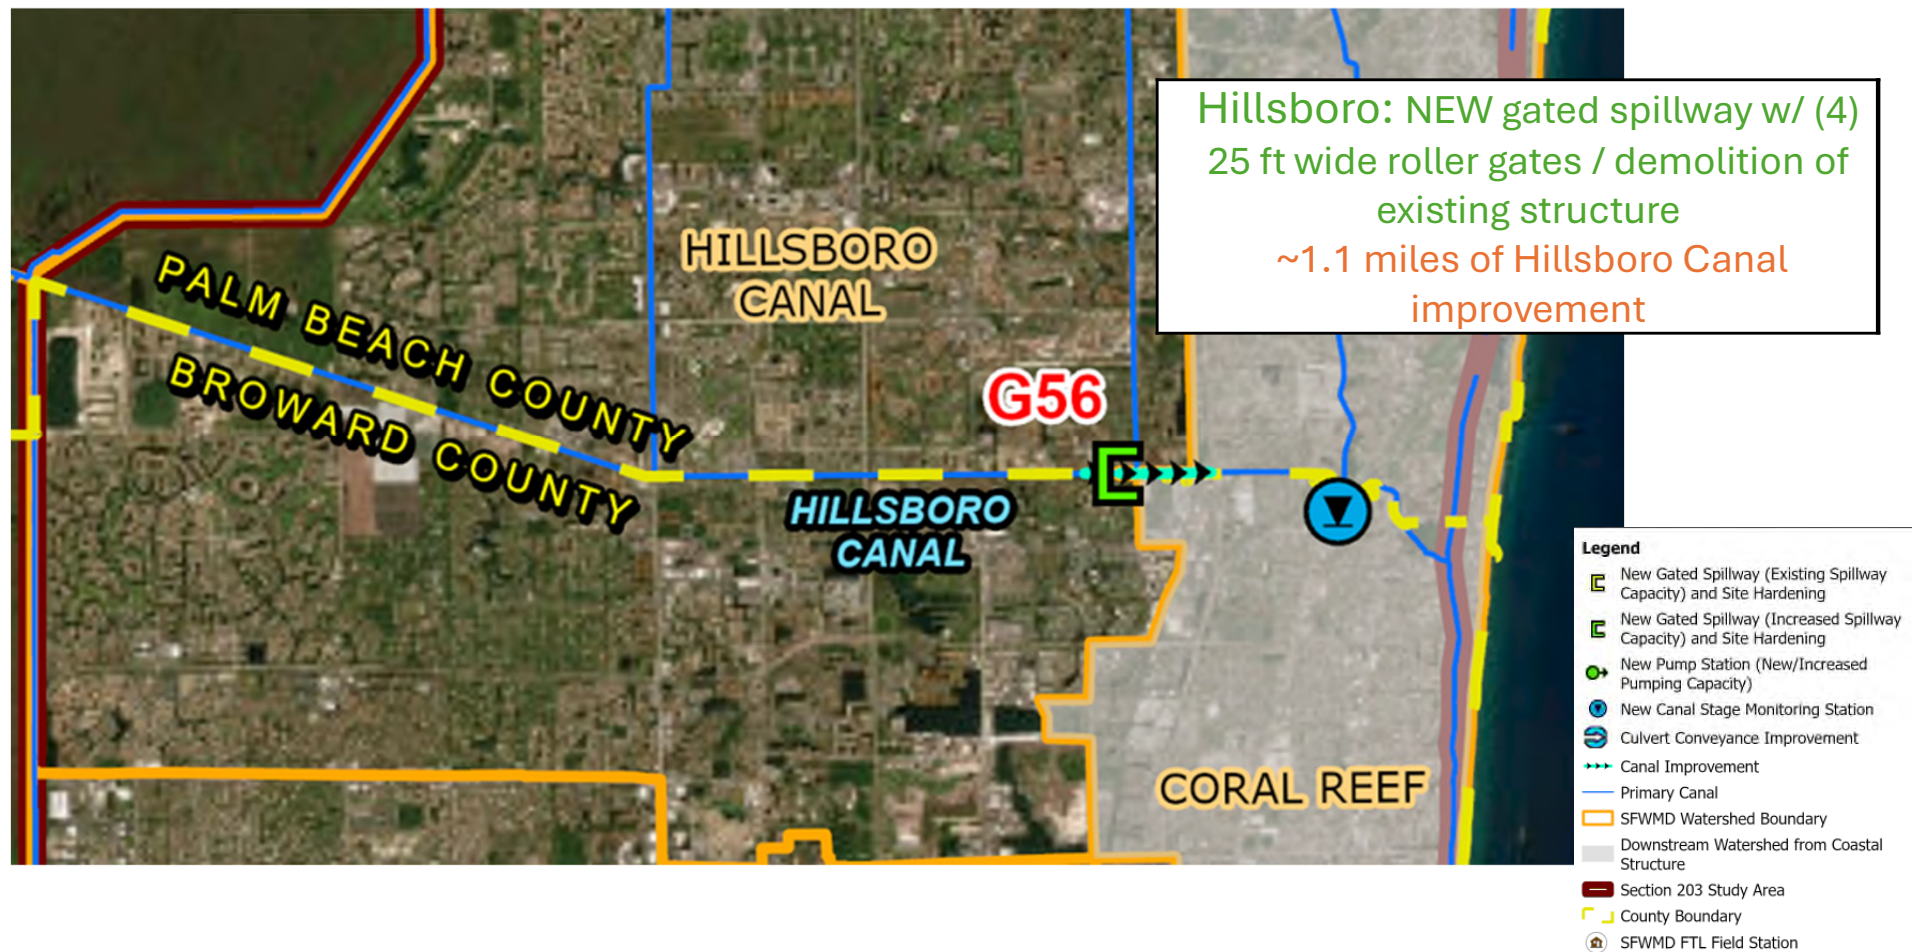 Hillsboro: NEW gated spillway w/ (4)
25 ft wide roller gates / demolition of
existing structure
~1.1 miles of Hillsboro Canal
improvement
HILLSBORO
CANAL
PALM BEACH COUNTY
BROWARD COUNTY
G56
HILLSBORO
CANAL
CORAL REEF
Legend
New Gated Spillway (Existing Spillway
Capacity) and Site Hardening
New Gated Spillway (Increased Spillway
Capacity) and Site Hardening
New Pump Station (New/Increased
Pumping Capacity)
New Canal Stage Monitoring Station
Culvert Conveyance Improvement
Canal Improvement
Primary Canal
SFWMD Watershed Boundary
Downstream Watershed from Coastal
Structure
Section 203 Study Area
County Boundary
SFWMD FTL Field Station